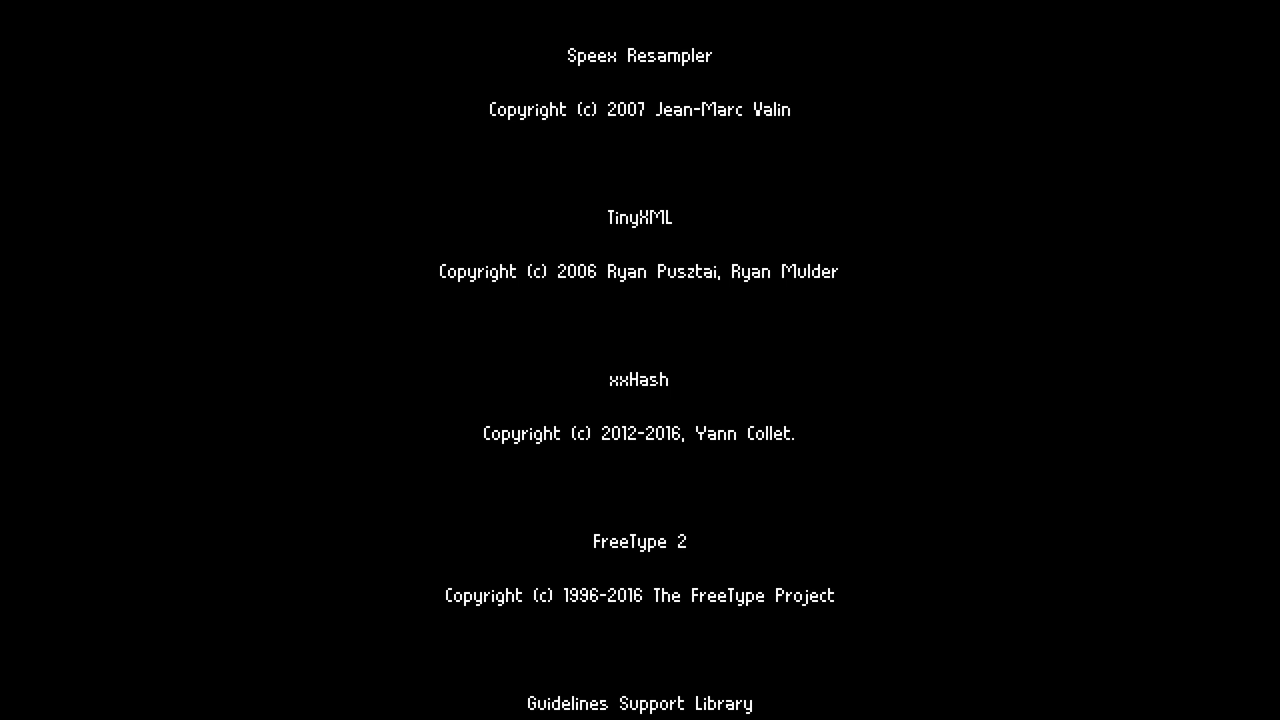 Speex Resampler
Copyright (c) 2007 Jean-Marc Valin
TinyXML
Copyright (c) 2006 Ryan Pusztai, Ryan Mulder
xxHash
Copyright (c) 2012-2016, Yann Collet.
FreeType 2
Copyright (c) 1996-2016 The FreeType Project
Guidelines Support Library